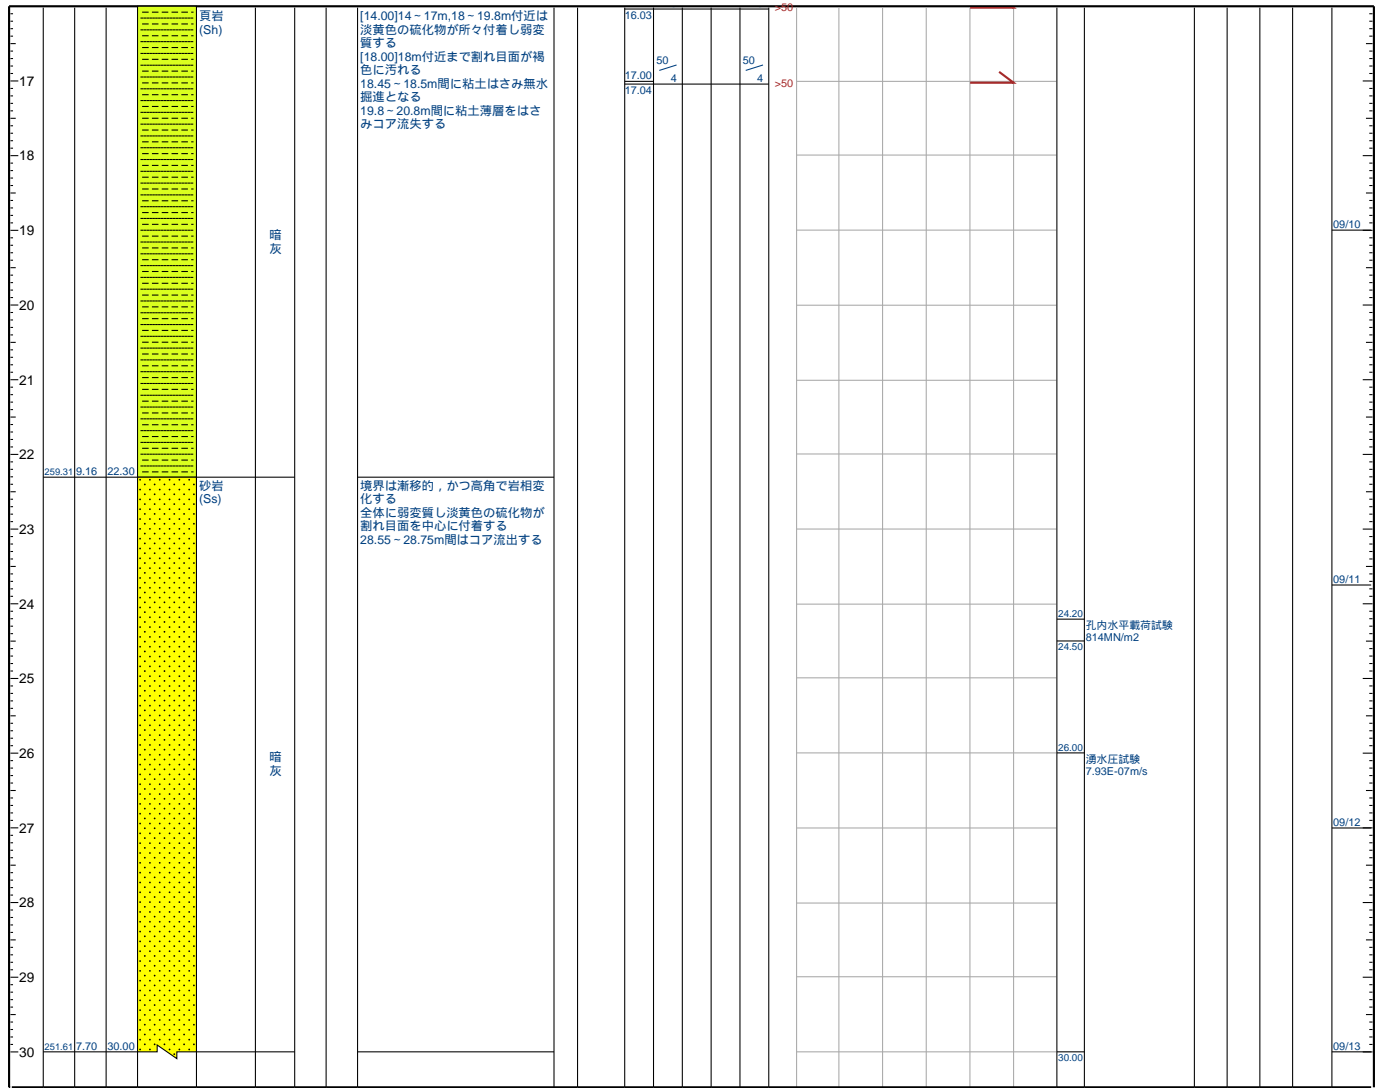 頁岩
(Sh)
[14.00]14~17m,18~19.8m付近は
淡黄色の硫化物が所々付着し弱変
質する
[18.00]18m付近まで割れ目面が褐
色に汚れる
18.45~18.5m間に粘土はさみ無水
掘進となる
19.8~20.8m間に粘土薄層をはさ
みコア流失する
16.03
>50
50
4
50
4
17.00
17.04
>50
17
18
19
暗
灰
09/10
20
21
22
259.31 9.16 22.30
砂岩
(Ss)
境界は漸移的，かつ高角で岩相変
化する
全体に弱変質し淡黄色の硫化物が
割れ目面を中心に付着する
28.55~28.75m間はコア流出する
23
09/11
24
24.20
孔内水平載荷試験
814MN/m2
24.50
25
26
暗
灰
26.00
湧水圧試験
7.93E-07m/s
27
09/12
28
29
30
251.61 7.70 30.00
30.00
09/13